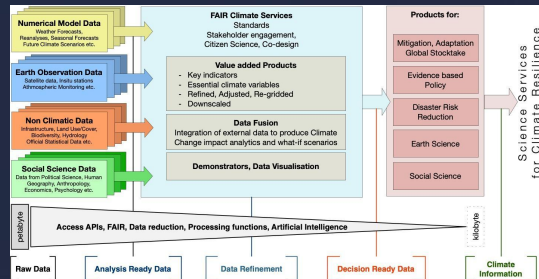 Numerical Model Data
Weather Forecasts,
Reanalyses, Seasonal Forecasts
Future Climate Scenarios etc.
Earth Observation Data
Satellite data, Insitu stations
Athmospheric Monitoring etc.
Non Climatic Data
Infrastructure, Land Use/Cover,
Biodiversity, Hydrology
Official Statistical Data etc.
Social Science Data
Data from Political Science, Human
Geography, Anthropology,
Economics, Psychology etc.
FAIR Climate Services
Standards
Stakeholder engagement,
Citizen Science, Co-design
Value added Products
- Key indicators
- Essential climate variables
- Refined, Adjusted, Re-gridded
- Downscaled
Data Fusion
Integration of external data to produce Climate
Change impact analytics and what-if scenarios
Demonstrators, Data Visualisation
Products for:
Mitigation, Adaptation
Global Stocktake
Evidence based
Policy
Disaster Risk
Reduction
Earth Science
Social Science
Science Services
for Climate Resilience
petabyte
Access APIs, FAIR, Data reduction, Processing functions, Artificial Intelligence
kilobyte
Raw Data
Analysis Ready Data
Data Refinement
Decision Ready Data
Climate
Information